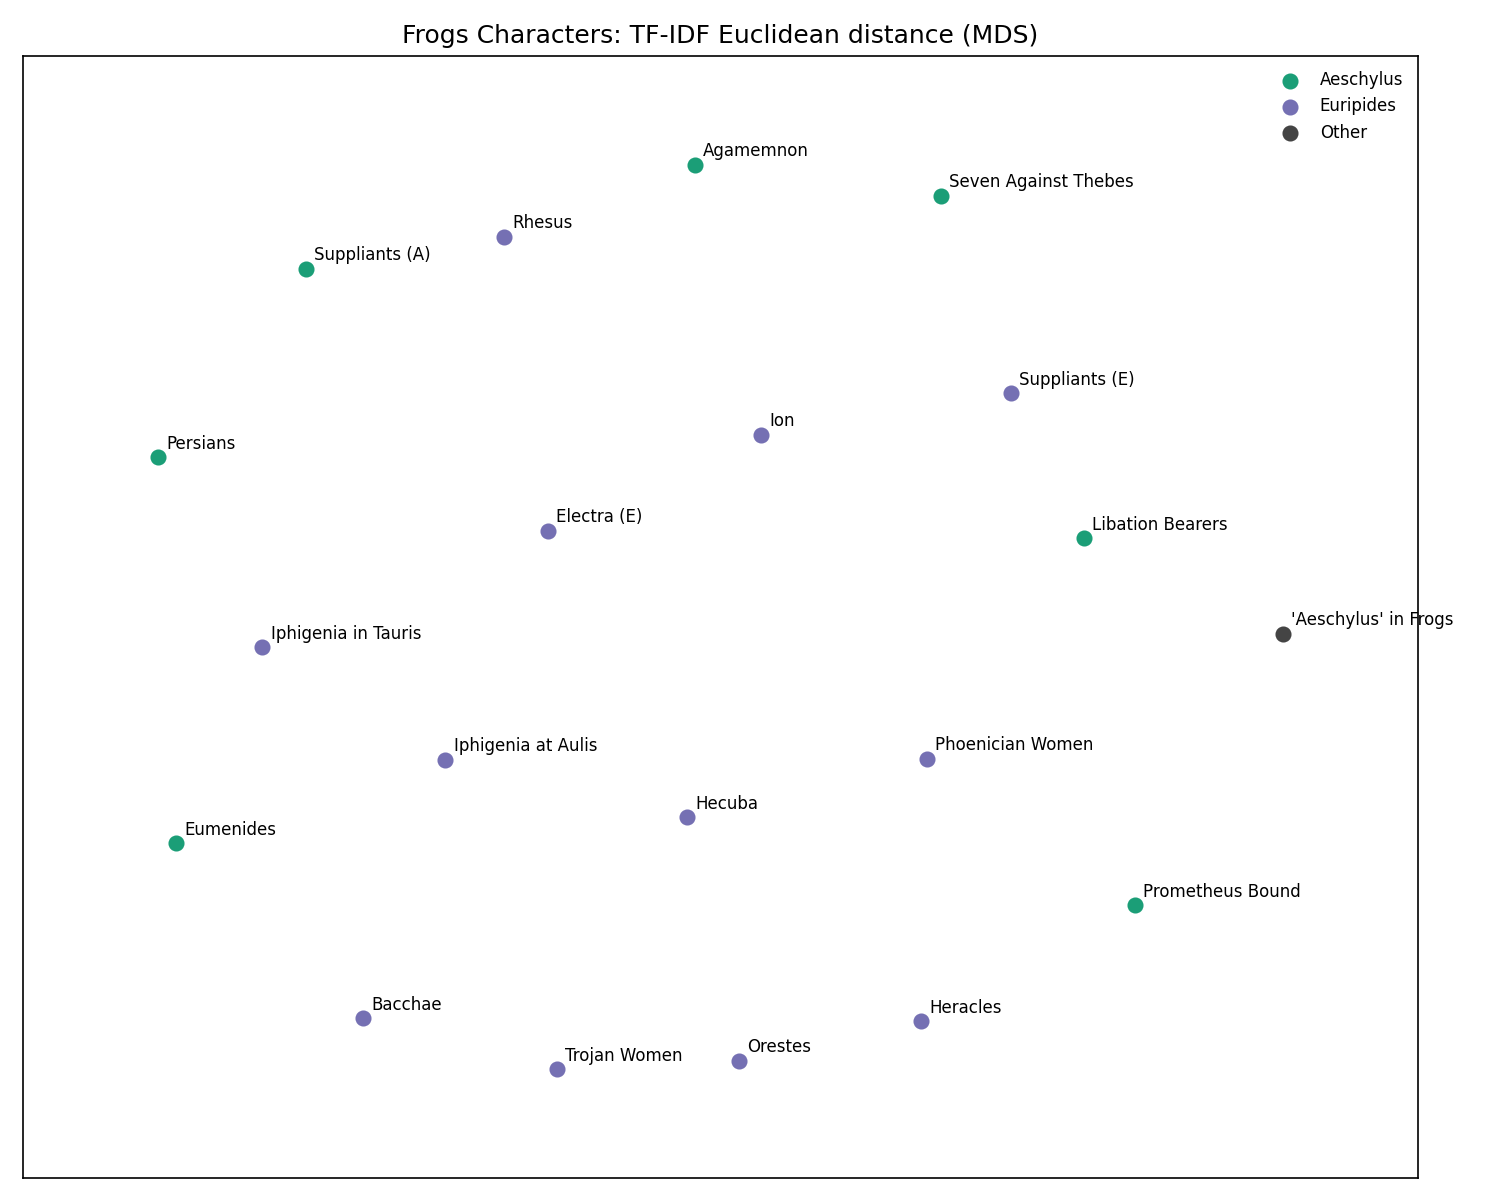 Frogs Characters: TF-IDF Euclidean distance (MDS)
Aeschylus
Euripides
Other
Agamemnon
Seven Against Thebes
Rhesus
Suppliants (A)
Suppliants (E)
Ion
Persians
Electra (E)
Libation Bearers
'Aeschylus' in Frogs
Iphigenia in Tauris
Iphigenia at Aulis
Phoenician Women
Hecuba
Eumenides
Prometheus Bound
Bacchae
Heracles
Orestes
Trojan Women